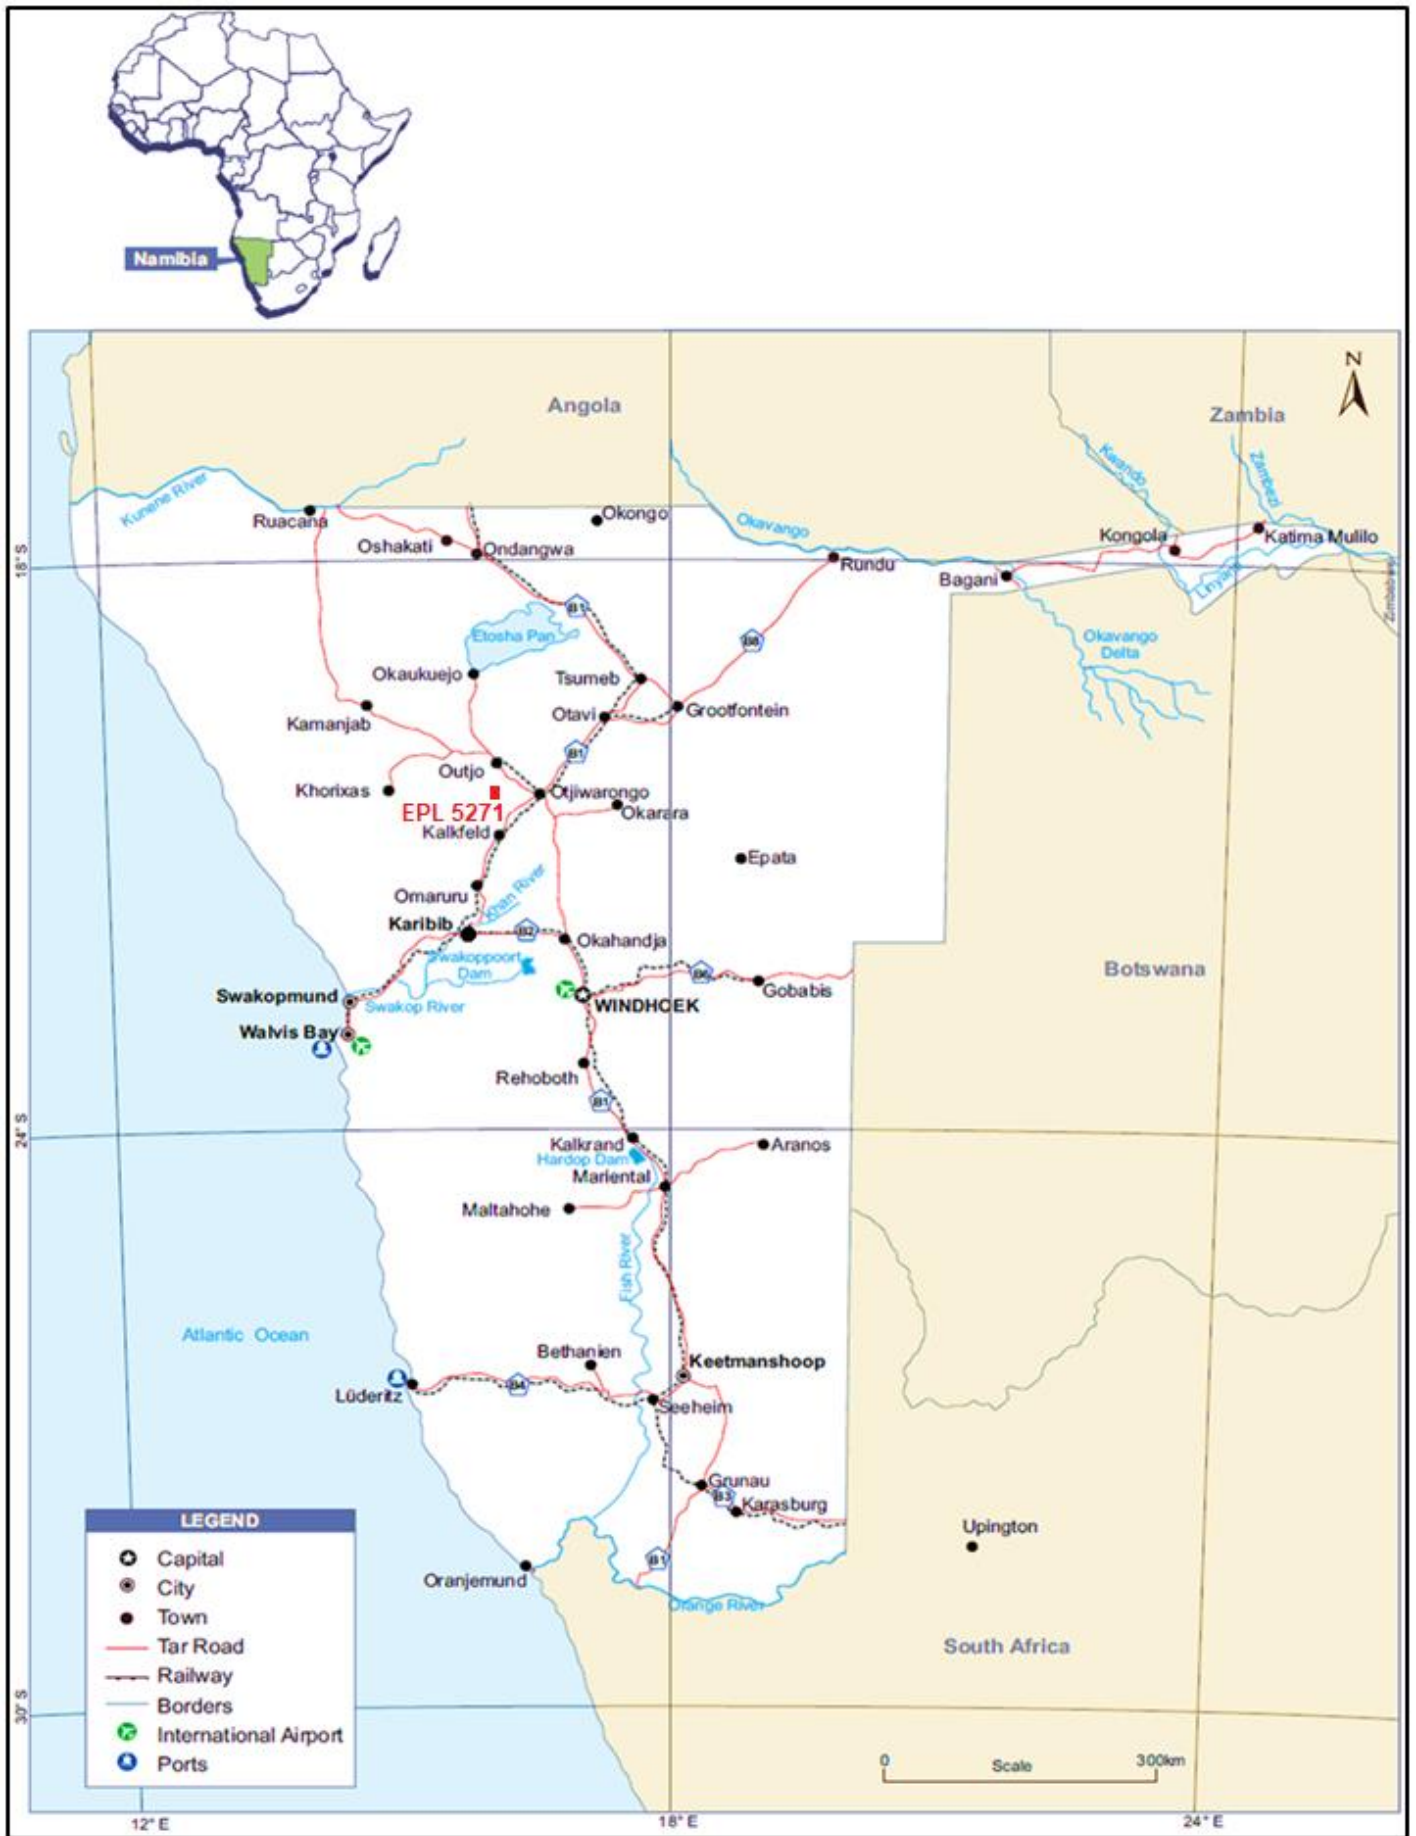 Namibia
N
Angola
Zambia
Kunene River
Kwando
Zambezi
Ruacana
Okongo
Okavango
Oshakati
Ondangwa
Kongola
Katima Mulilo
Rundu
Bagani
18° S
Zimbabwe
B1
Etosha Pan
B8
Okavango
Delta
Okaukuejo
Tsumeb
Kamanjab
Otavi
Grootfontein
B1
Outjo
Khorixas
Otjiwarongo
EPL 5271
Okarara
Kalkfeld
Epata
Omaruru
Khan River
Karibib
B2
Okahandja
Swakoppoort
Dam
B6
Botswana
Gobabis
Swakopmund
Swakop River
WINDHOEK
Walvis Bay
Rehoboth
B1
24° S
Kalkrand
Aranos
Hardop Dam
Mariental
Maltahohe
Fish River
Atlantic Ocean
Bethanien
Keetmanshoop
B4
Lüderitz
Seeheim
Grunau
B3
Karasburg
Upington
B1
Oranjemund
Orange River
South Africa
30° S
LEGEND
Capital
City
Town
Tar Road
Railway
Borders
International Airport
Ports
0
Scale
300km
12° E
18° E
24° E